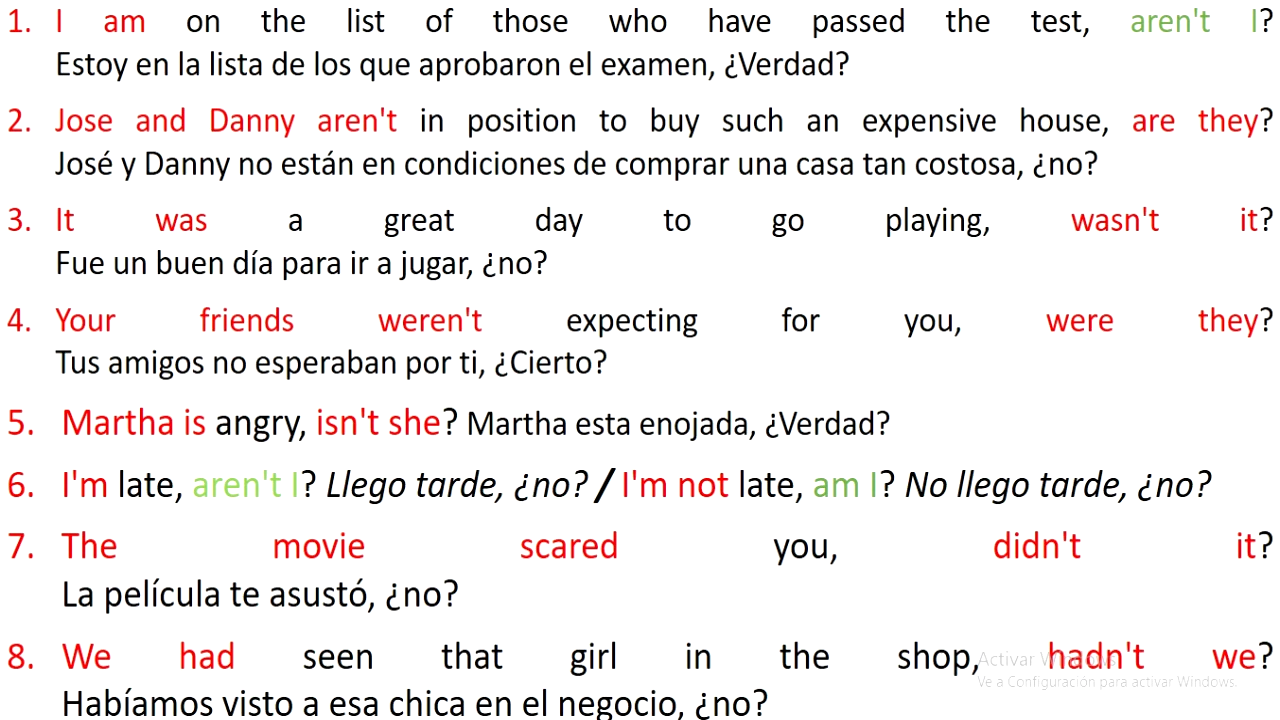 1. I am on the list of those who have passed the test, aren't I?
Estoy en la lista de los que aprobaron el examen, ¿Verdad?
2. Jose and Danny aren't in position to buy such an expensive house, are they?
José y Danny no están en condiciones de comprar una casa tan costosa, ¿no?
3. It was a great day to go playing, wasn't it?
Fue un buen día para ir a jugar, ¿no?
4. Your friends weren't expecting for you, were they?
Tus amigos no esperaban por ti, ¿Cierto?
5. Martha is angry, isn't she? Martha esta enojada, ¿Verdad?
6. I'm late, aren't I? Llego tarde, ¿no? / I'm not late, am I? No llego tarde, ¿no?
7. The movie scared you, didn't it?
La película te asustó, ¿no?
8. We had seen that girl in the shop, hadn't we?
Activar Windows
Ve a Configuración para activar Windows.
Habíamos visto a esa chica en el negocio, ¿no?